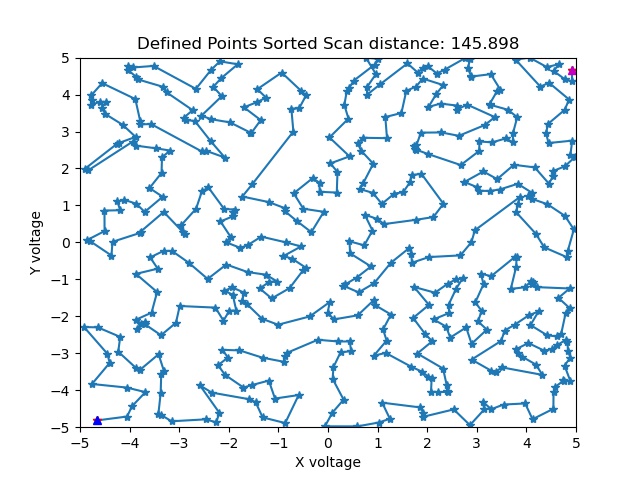 Defined Points Sorted Scan distance: 145.898
5
4
3
2
1
0
−1
−2
−3
−4
−5
Y voltage
−5 −4 −3 −2 −1 0 1 2 3 4 5
X voltage